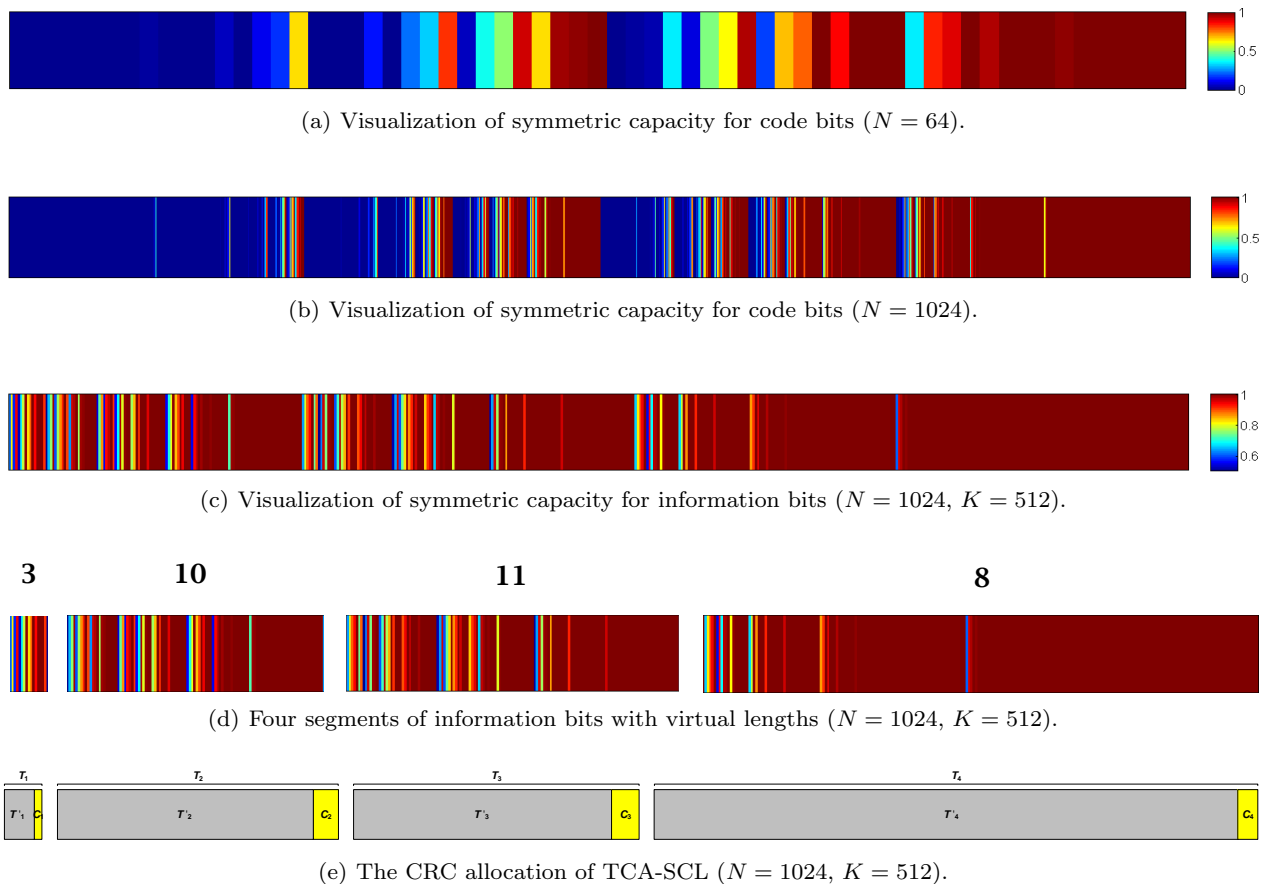 1
0.5
0
(a) Visualization of symmetric capacity for code bits (N = 64).
1
0.5
0
(b) Visualization of symmetric capacity for code bits (N = 1024).
1
0.8
0.6
(c) Visualization of symmetric capacity for information bits (N = 1024, K = 512).
3 10 11 8
(d) Four segments of information bits with virtual lengths (N = 1024, K = 512).
T₁ T₂ T₃ T₄
T'₁ C₁ T'₂ C₂ T'₃ C₃ T'₄ C₄
(e) The CRC allocation of TCA-SCL (N = 1024, K = 512).